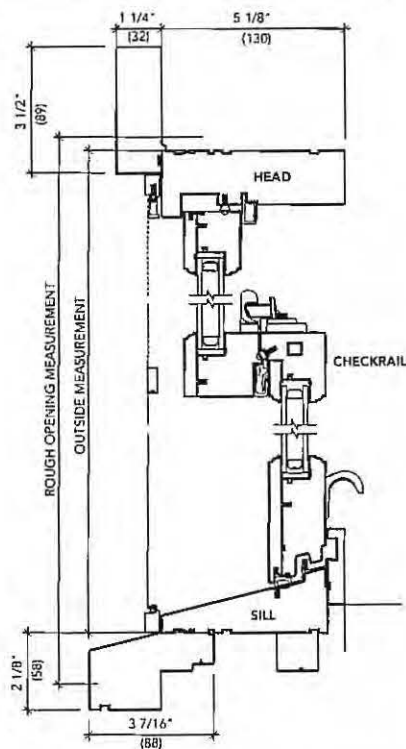 1 1/4" 5 1/8"
(32) (130)
3 1/2"
(89)
HEAD
ROUGH OPENING MEASUREMENT
OUTSIDE MEASUREMENT
CHECKRAIL
SILL
2 1/8"
(58)
3 7/16"
(88)